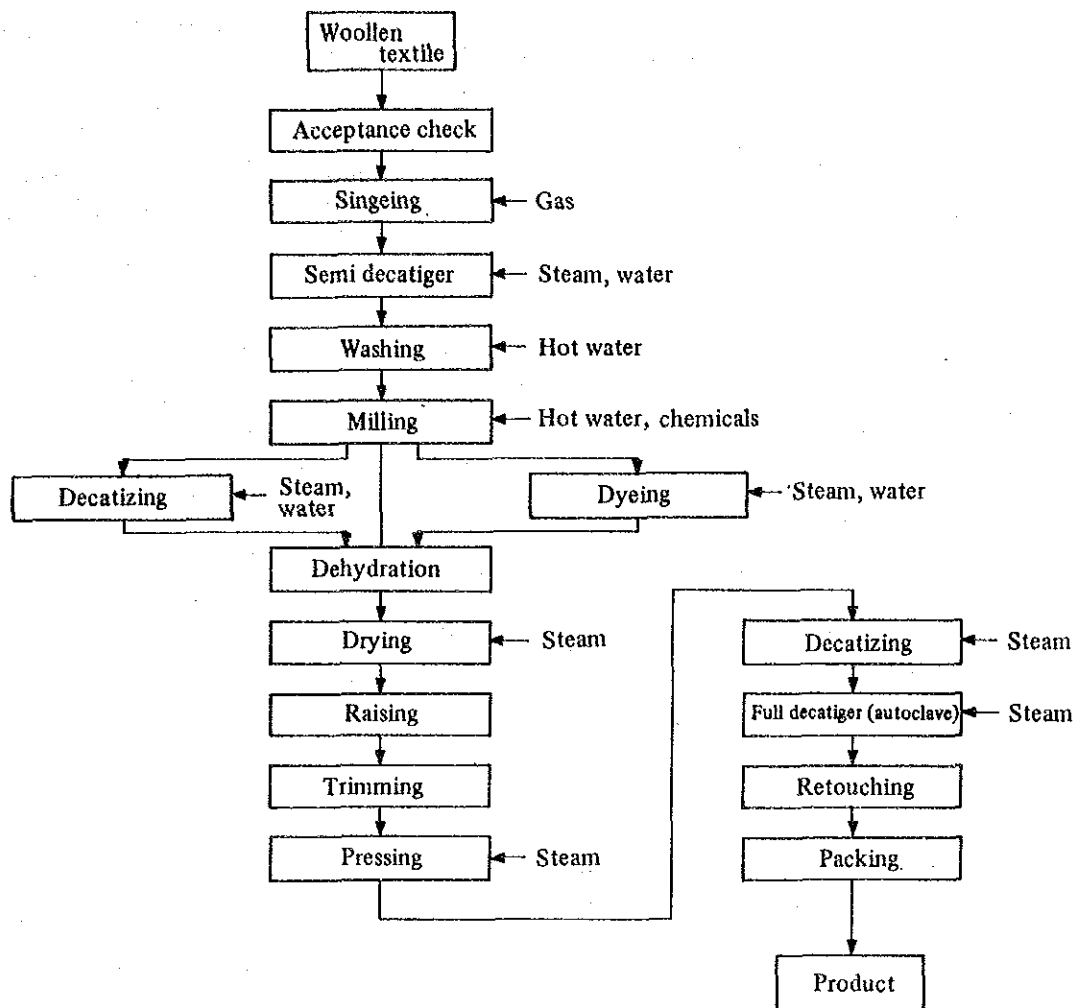 Woollen
textile
Acceptance check
Singeing
Gas
Semi decatiger
Steam, water
Washing
Hot water
Milling
Hot water, chemicals
Decatizing
Steam,
water
Dyeing
Steam, water
Dehydration
Drying
Steam
Raising
Trimming
Pressing
Steam
Decatizing
Steam
Full decatiger (autoclave)
Steam
Retouching
Packing
Product